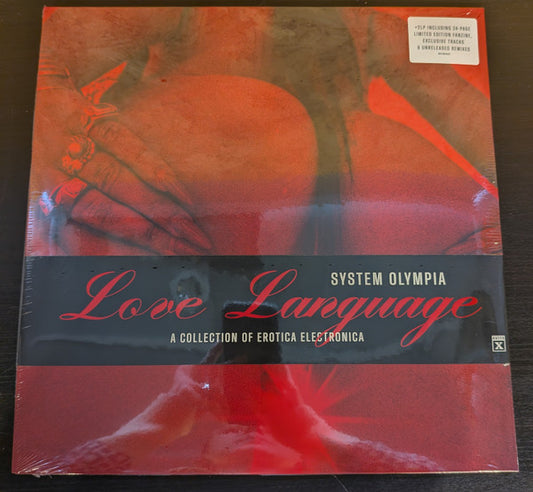 2LP INCLUDING 24-PAGE
LIMITED EDITION FANZINE,
EXCLUSIVE TRACKS
& UNRELEASED REMIXES
SYSTEM OLYMPIA
Love Language
A COLLECTION OF EROTICA ELECTRONICA
X